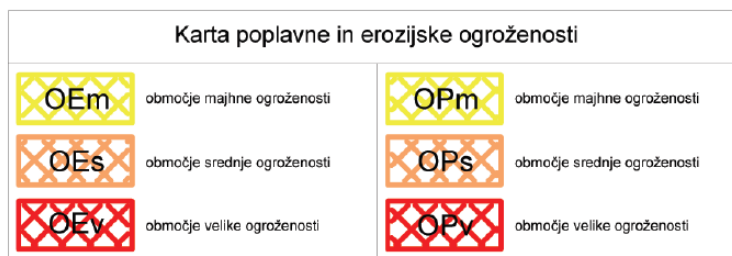 Karta poplavne in erozijske ogroženosti
OEm območje majhne ogroženosti
OEs območje srednje ogroženosti
OEv območje velike ogroženosti
OPm območje majhne ogroženosti
OPs območje srednje ogroženosti
OPv območje velike ogroženosti